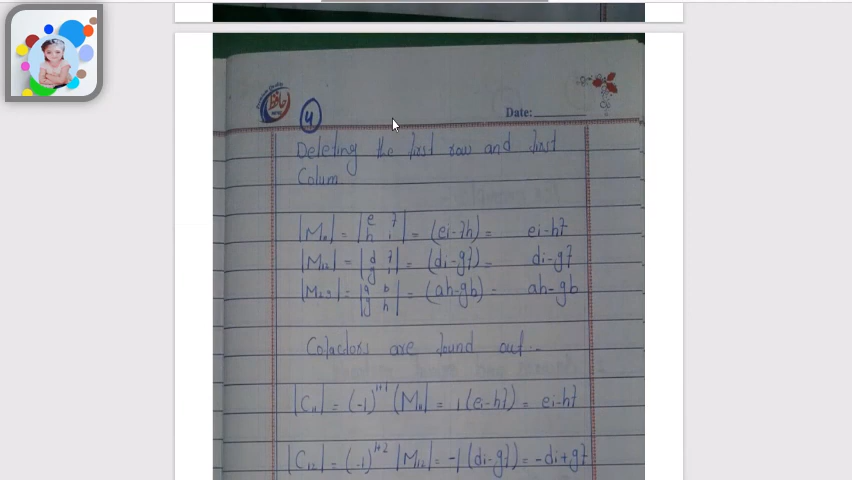 4
Date:
Deleting the first row and first
Colum
|M₁₁| = |e f / h i| = (ei-fh) = ei-hf
|M₁₂| = |d f / g i| = (di-gf) = di-gf
= |a b / g h| = (ah-gb) = ah-gb
Cofactors are found out:-
|C₁₁| = (-1)¹⁺¹ (M₁₁| = 1(ei-hf) = ei-hf
|C₁₂| = (-1)¹⁺² |M₁₂| = -1(di-gf) = -di+gf